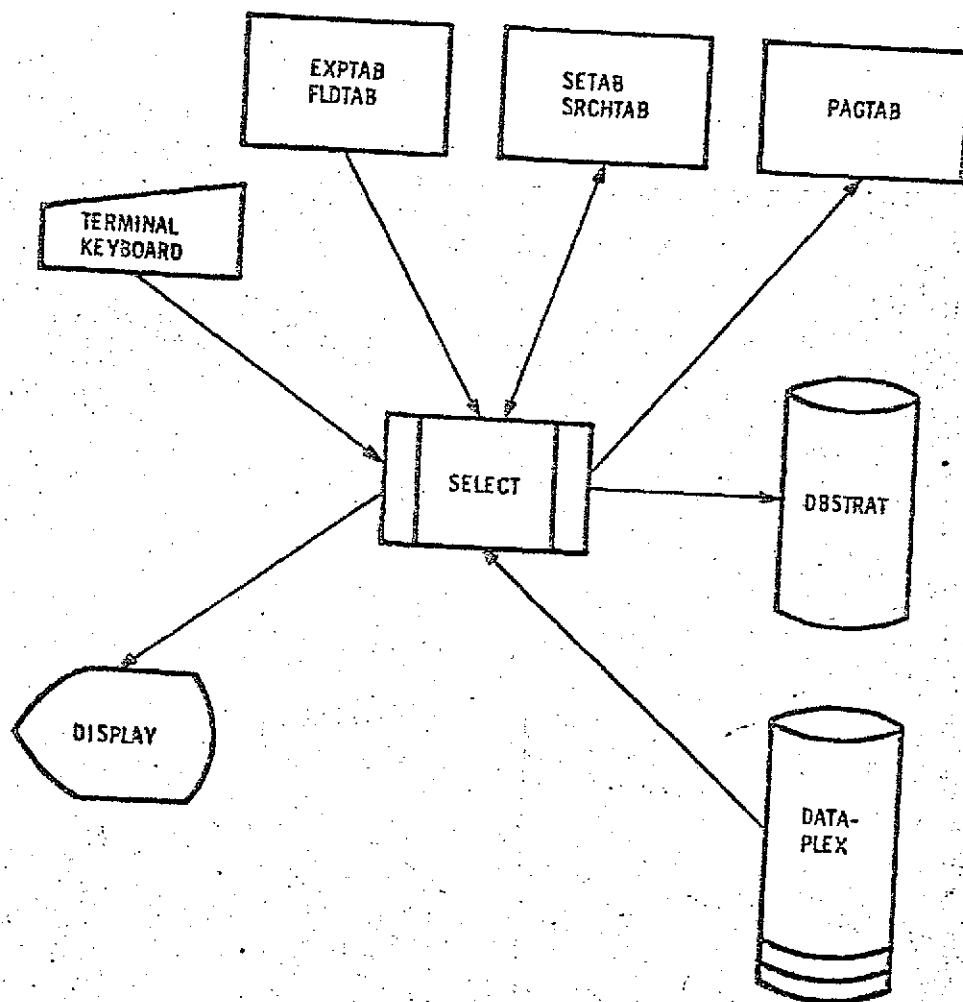 EXPTAB
FLDTAB
SETAB
SRCHTAB
PAGTAB
TERMINAL
KEYBOARD
SELECT
DBSTRAT
DISPLAY
DATA-
PLEX